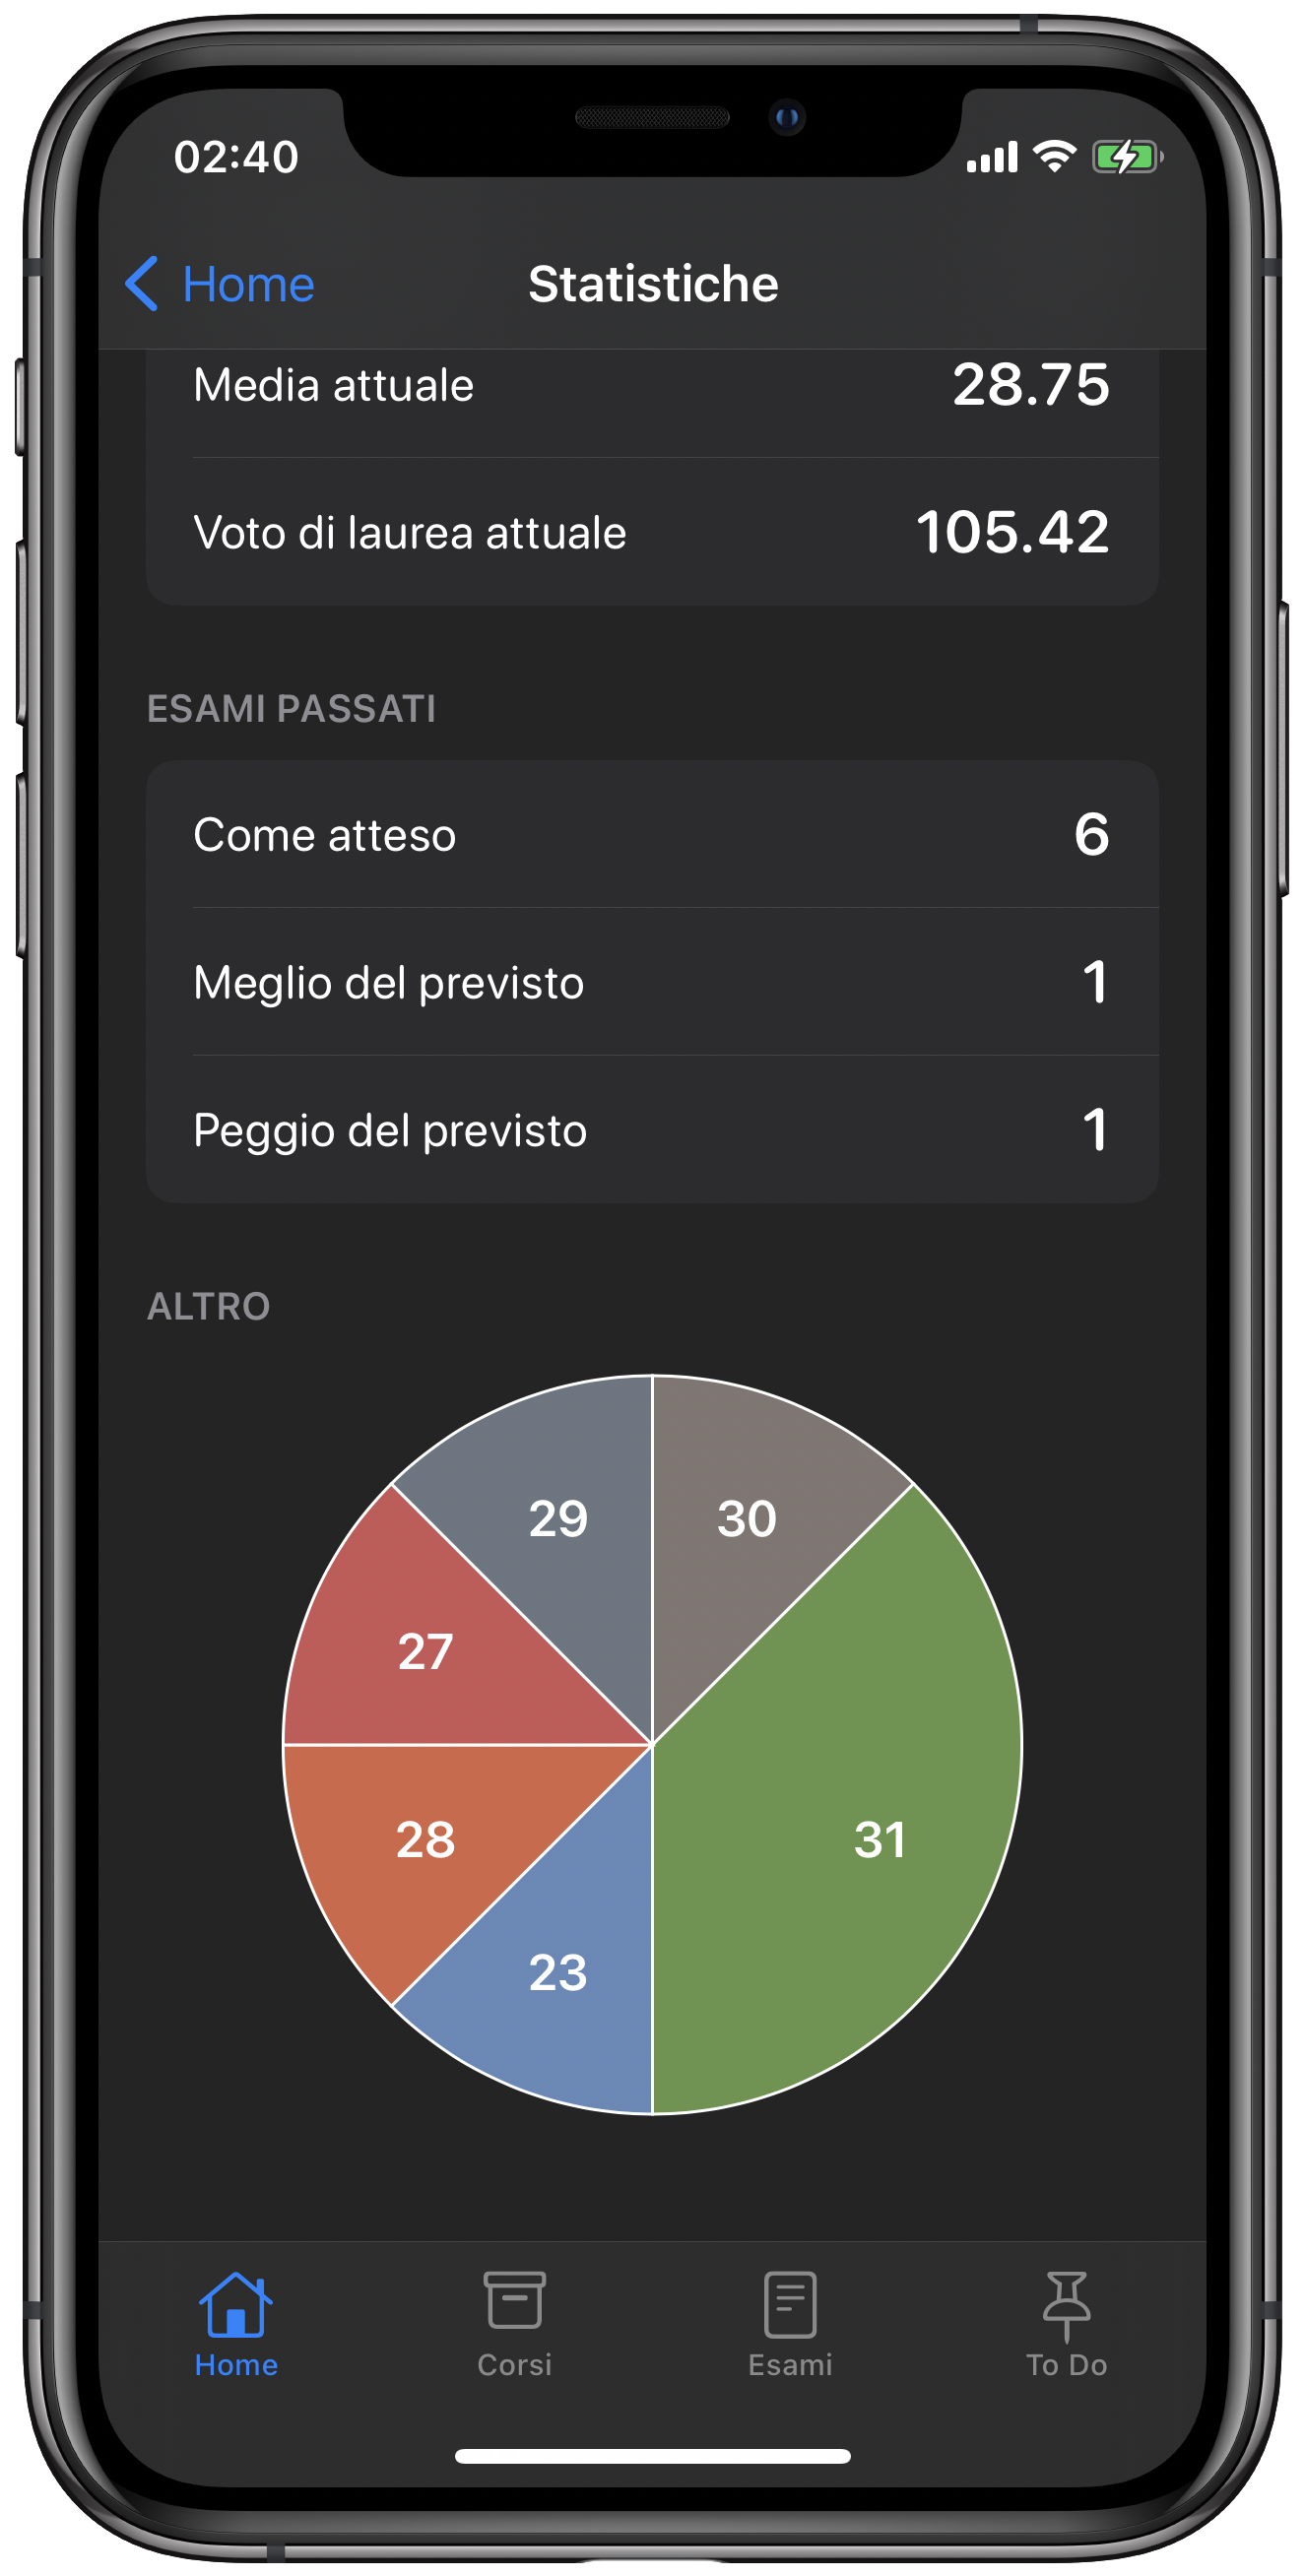 02:40
Home
Statistiche
Media attuale 28.75
Voto di laurea attuale 105.42
ESAMI PASSATI
Come atteso 6
Meglio del previsto 1
Peggio del previsto 1
ALTRO
29 30
27
31
28
23
Home Corsi Esami To Do